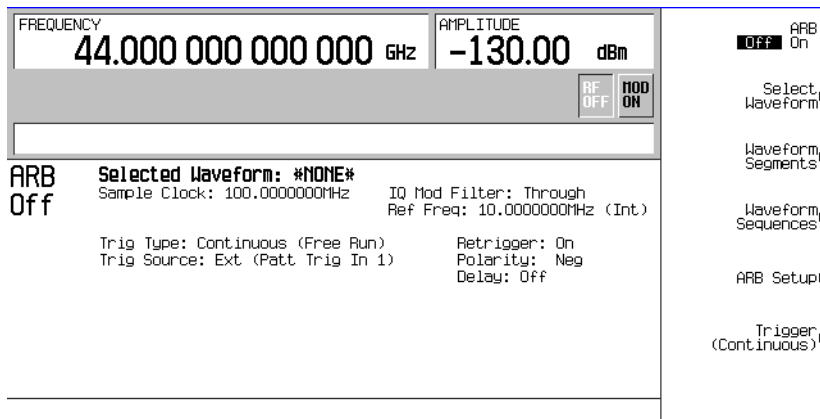 FREQUENCY
44.000 000 000 000 GHz
AMPLITUDE
-130.00 dBm
RF OFF
MOD ON
ARB Off
Selected Waveform: *NONE*
Sample Clock: 100.0000000MHz
IQ Mod Filter: Through
Ref Freq: 10.0000000MHz (Int)
Trig Type: Continuous (Free Run)
Retrigger: On
Trig Source: Ext (Patt Trig In 1)
Polarity: Neg
Delay: Off
ARB
Off On
Select
Waveform
Waveform
Segments
Waveform
Sequences
ARB Setup
Trigger
(Continuous)